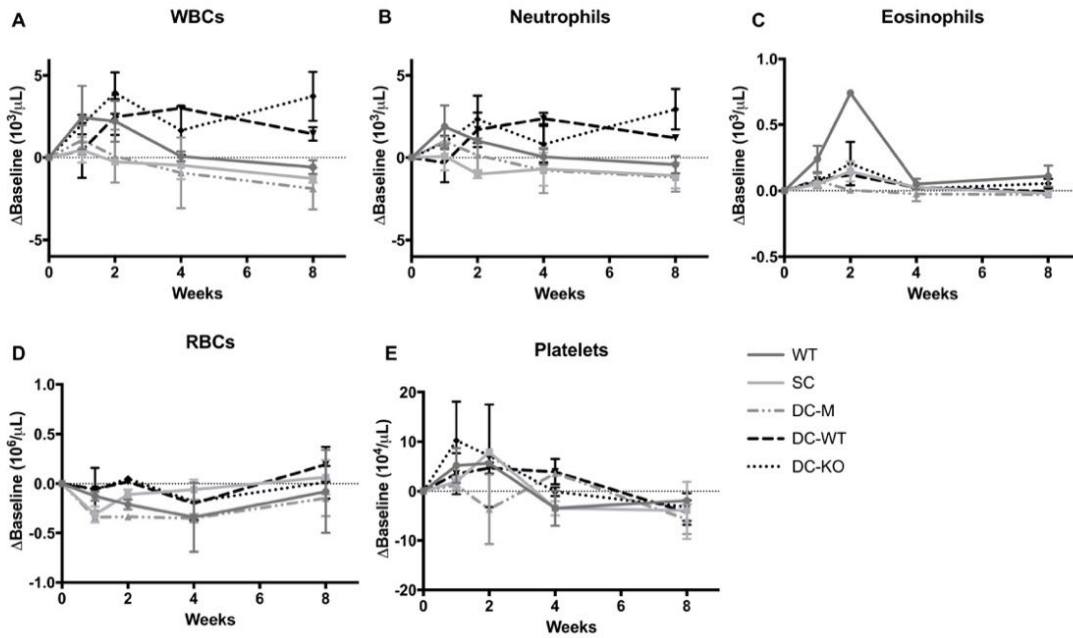 A
WBCs
ΔBaseline (10³/μL)
5
0
-5
0 2 4 6 8
Weeks
B
Neutrophils
ΔBaseline (10³/μL)
5
0
-5
0 2 4 6 8
Weeks
C
Eosinophils
ΔBaseline (10³/μL)
1.0
0.5
0.0
-0.5
0 2 4 6 8
Weeks
D
RBCs
ΔBaseline (10⁶/μL)
1.0
0.5
0.0
-0.5
-1.0
0 2 4 6 8
Weeks
E
Platelets
ΔBaseline (10⁴/μL)
20
10
0
-10
-20
0 2 4 6 8
Weeks
WT
SC
DC-M
DC-WT
DC-KO